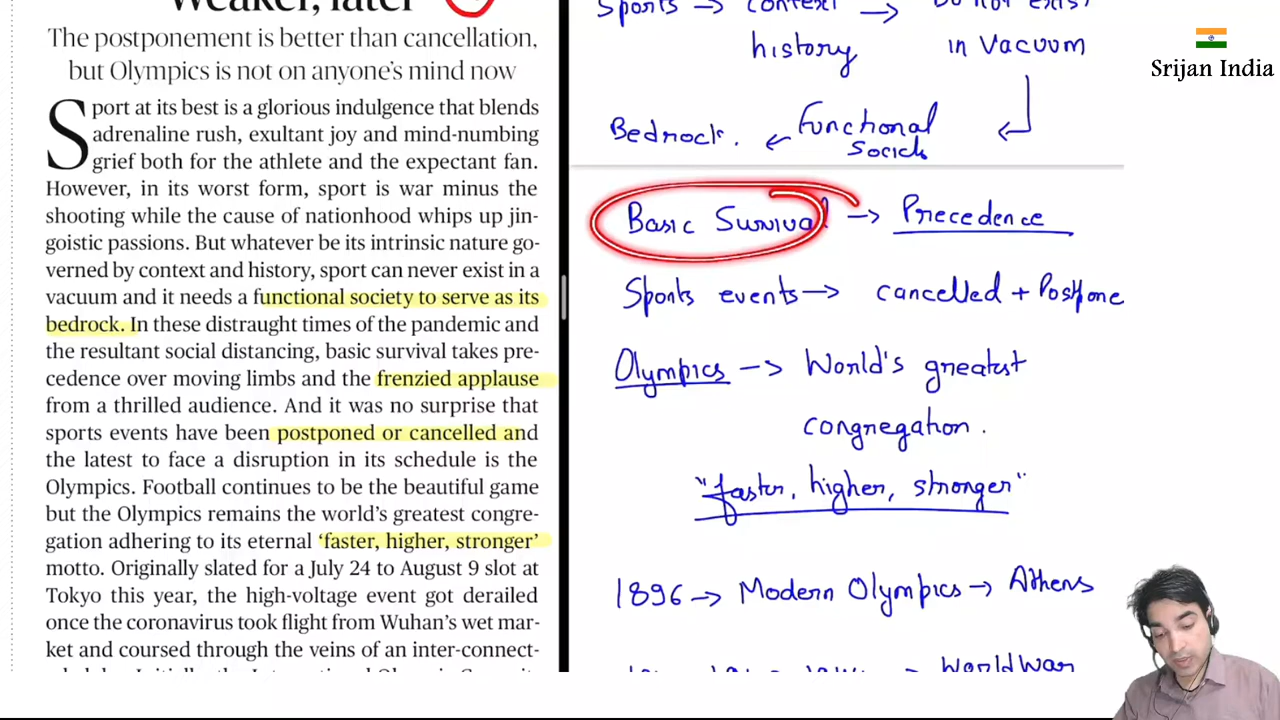 Weaker, later
The postponement is better than cancellation,
but Olympics is not on anyone's mind now
Sport at its best is a glorious indulgence that blends
adrenaline rush, exultant joy and mind-numbing
grief both for the athlete and the expectant fan.
However, in its worst form, sport is war minus the
shooting while the cause of nationhood whips up jin-
goistic passions. But whatever be its intrinsic nature go-
verned by context and history, sport can never exist in a
vacuum and it needs a functional society to serve as its
bedrock. In these distraught times of the pandemic and
the resultant social distancing, basic survival takes pre-
cedence over moving limbs and the frenzied applause
from a thrilled audience. And it was no surprise that
sports events have been postponed or cancelled and
the latest to face a disruption in its schedule is the
Olympics. Football continues to be the beautiful game
but the Olympics remains the world's greatest congre-
gation adhering to its eternal 'faster, higher, stronger'
motto. Originally slated for a July 24 to August 9 slot at
Tokyo this year, the high-voltage event got derailed
once the coronavirus took flight from Wuhan's wet mar-
ket and coursed through the veins of an inter-connect-
Sports → context → Do not exist
history in Vacuum
Bedrock. ← Functional
Society
Basic Survival → Precedence
Sports events → cancelled + Postpone
Olympics → World's greatest
congregation.
"faster, higher, stronger"
1896 → Modern Olympics → Athens
World War
Srijan India